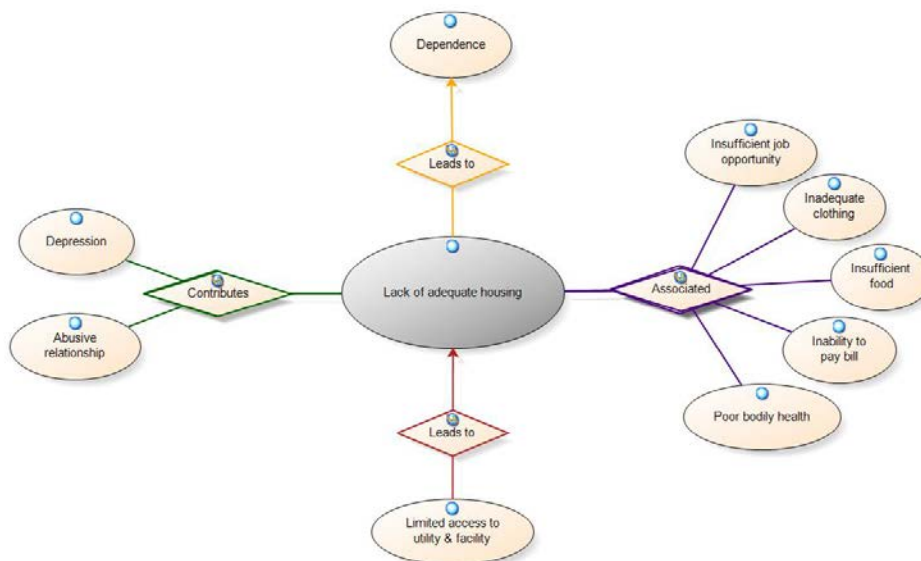 Dependence
Leads to
Insufficient job
opportunity
Inadequate
clothing
Depression
Contributes
Lack of adequate housing
Associated
Insufficient
food
Abusive
relationship
Inability to
pay bill
Poor bodily health
Leads to
Limited access to
utility & facility